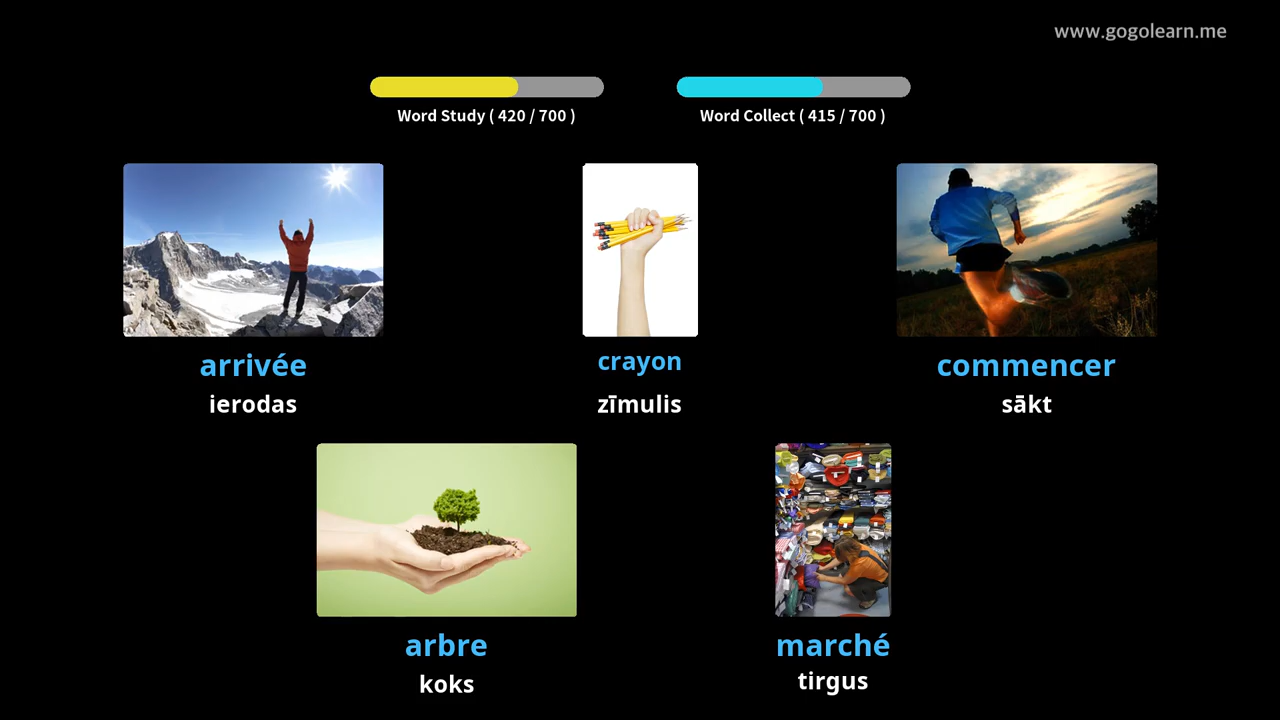 www.gogolearn.me
Word Study ( 420 / 700 )
Word Collect ( 415 / 700 )
arrivée
ierodas
crayon
zīmulis
commencer
sākt
arbre
koks
marché
tirgus